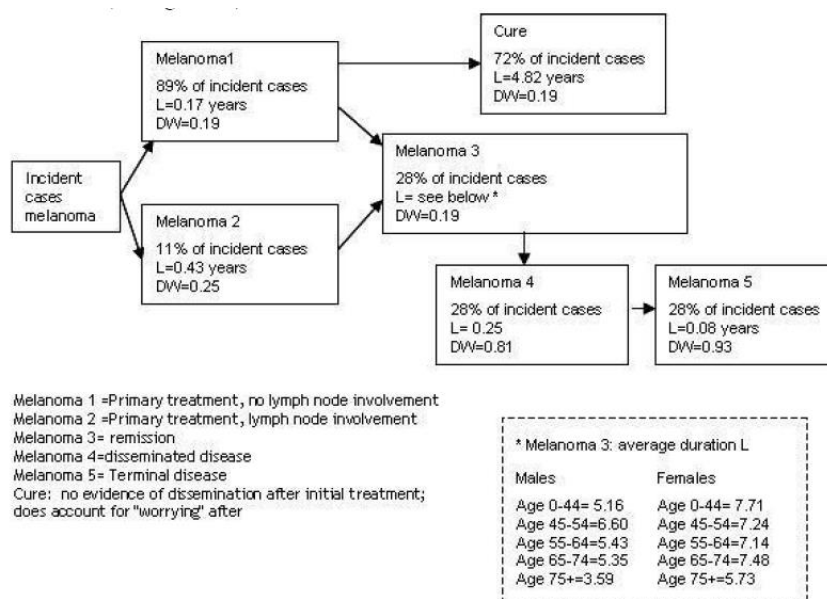 Melanoma1
89% of incident cases
L=0.17 years
DW=0.19
Cure
72% of incident cases
L=4.82 years
DW=0.19
Incident
cases
melanoma
Melanoma 3
28% of incident cases
L= see below *
DW=0.19
Melanoma 2
11% of incident cases
L=0.43 years
DW=0.25
Melanoma 4
28% of incident cases
L= 0.25
DW=0.81
Melanoma 5
28% of incident cases
L=0.08 years
DW=0.93
Melanoma 1 =Primary treatment, no lymph node involvement
Melanoma 2 =Primary treatment, lymph node involvement
Melanoma 3= remission
Melanoma 4=disseminated disease
Melanoma 5= Terminal disease
Cure: no evidence of dissemination after initial treatment;
does account for "worrying" after
* Melanoma 3: average duration L
Males Females
Age 0-44= 5.16 Age 0-44= 7.71
Age 45-54=6.60 Age 45-54=7.24
Age 55-64=5.43 Age 55-64=7.14
Age 65-74=5.35 Age 65-74=7.48
Age 75+=3.59 Age 75+=5.73